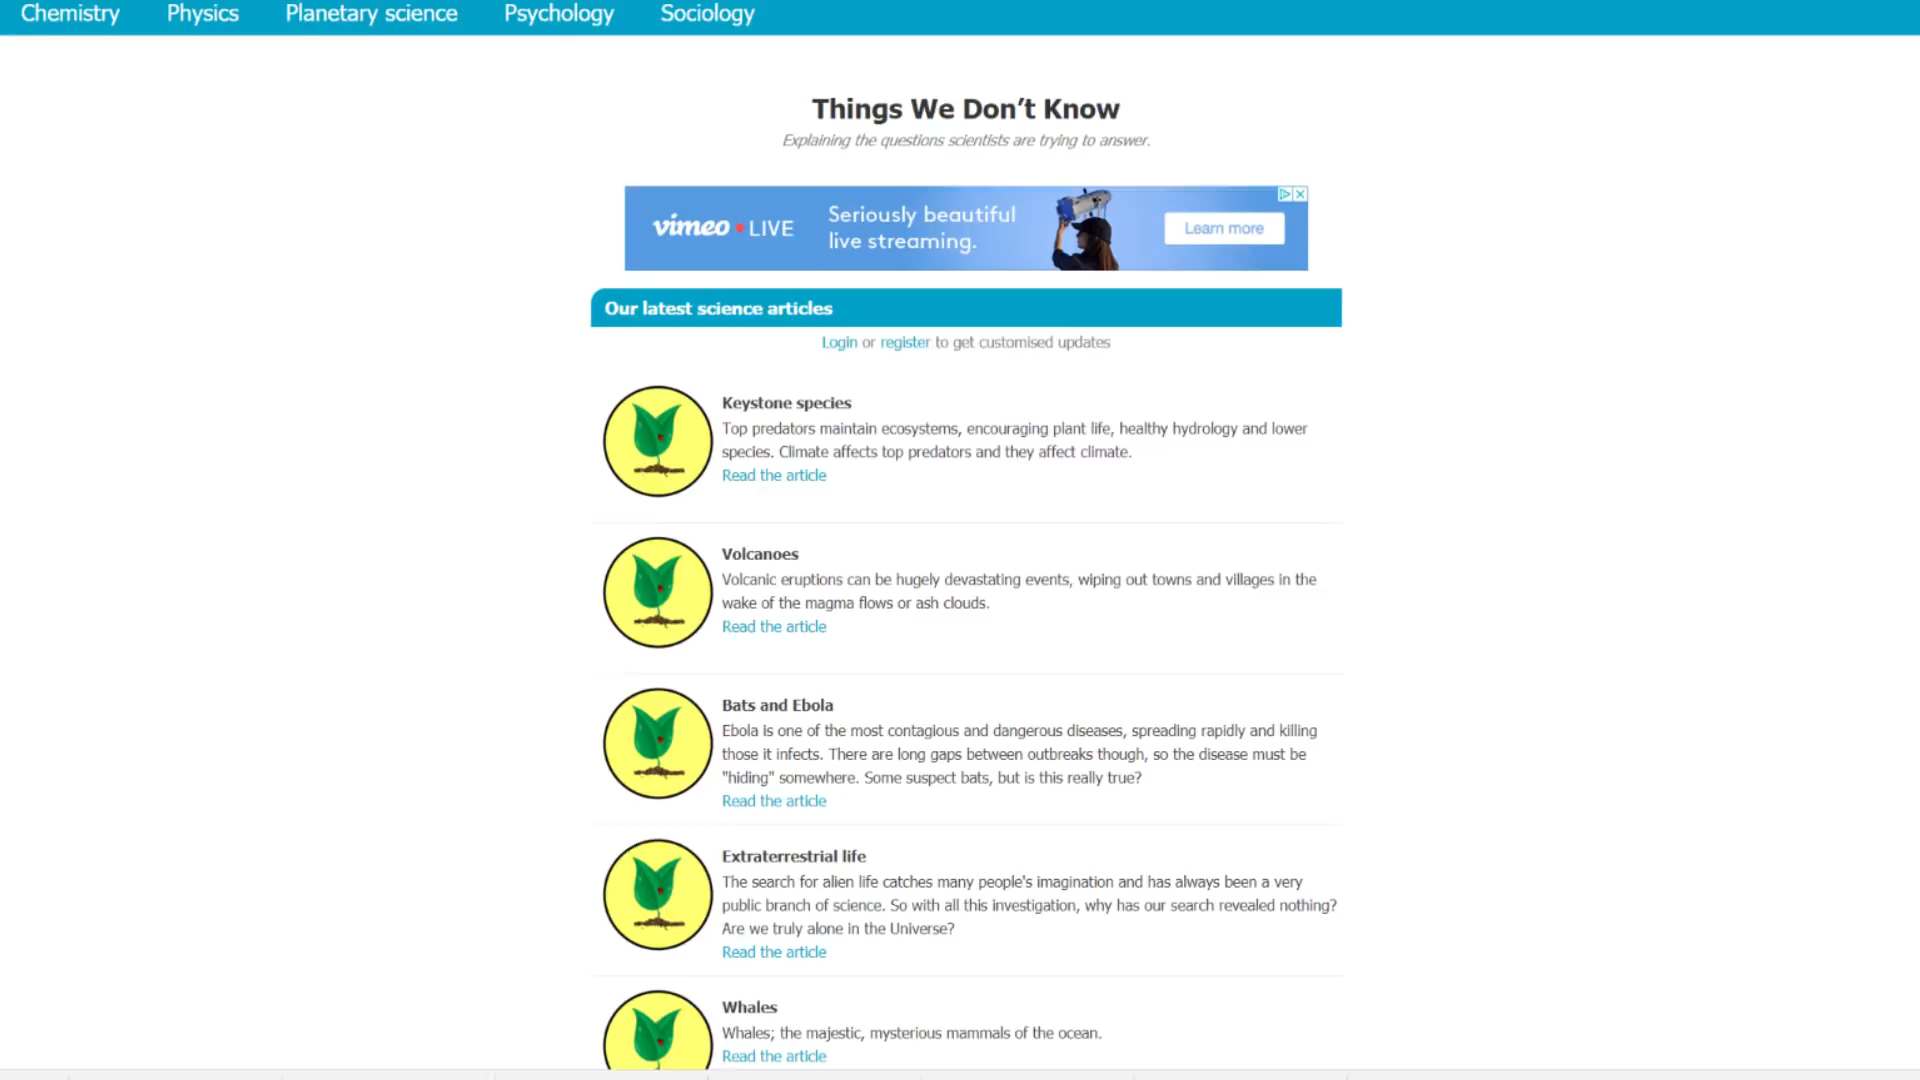 Chemistry Physics Planetary science Psychology Sociology
Things We Don’t Know
Explaining the questions scientists are trying to answer.
vimeo LIVE
Seriously beautiful
live streaming.
Learn more
Our latest science articles
Login or register to get customised updates
Keystone species
Top predators maintain ecosystems, encouraging plant life, healthy hydrology and lower
species. Climate affects top predators and they affect climate.
Read the article
Volcanoes
Volcanic eruptions can be hugely devastating events, wiping out towns and villages in the
wake of the magma flows or ash clouds.
Read the article
Bats and Ebola
Ebola is one of the most contagious and dangerous diseases, spreading rapidly and killing
those it infects. There are long gaps between outbreaks though, so the disease must be
"hiding" somewhere. Some suspect bats, but is this really true?
Read the article
Extraterrestrial life
The search for alien life catches many people's imagination and has always been a very
public branch of science. So with all this investigation, why has our search revealed nothing?
Are we truly alone in the Universe?
Read the article
Whales
Whales; the majestic, mysterious mammals of the ocean.
Read the article